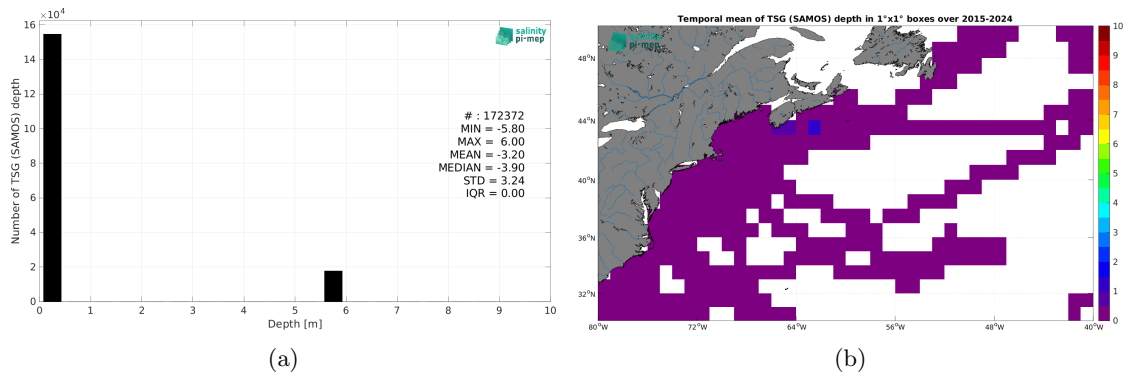 ×10⁴
16
14
12
10
8
6
4
2
0
Number of TSG (SAMOS) depth
salinity
pi-mep
# : 172372
MIN = -5.80
MAX = 6.00
MEAN = -3.20
MEDIAN = -3.90
STD = 3.24
IQR = 0.00
0 1 2 3 4 5 6 7 8 9 10
Depth [m]
(a)
Temporal mean of TSG (SAMOS) depth in 1°x1° boxes over 2015-2024
salinity
pi-mep
48°N
44°N
40°N
36°N
32°N
80°W 72°W 64°W 56°W 48°W 40°W
10
9
8
7
6
5
4
3
2
1
0
(b)